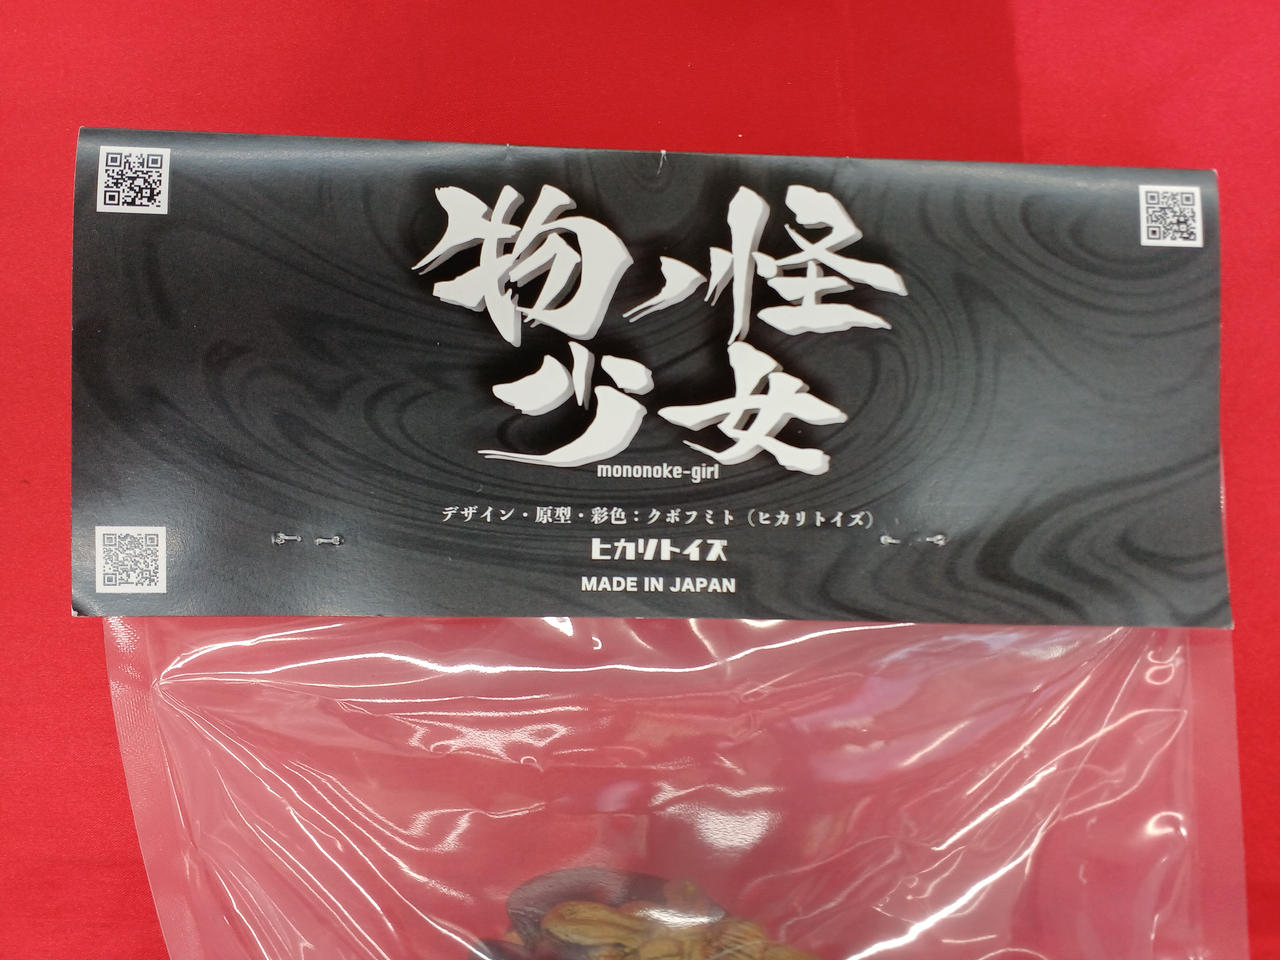 物ノ怪
少女
mononoke-girl
デザイン・原型・彩色：クボフミト（ヒカリトイズ）
ヒカリトイズ
MADE IN JAPAN